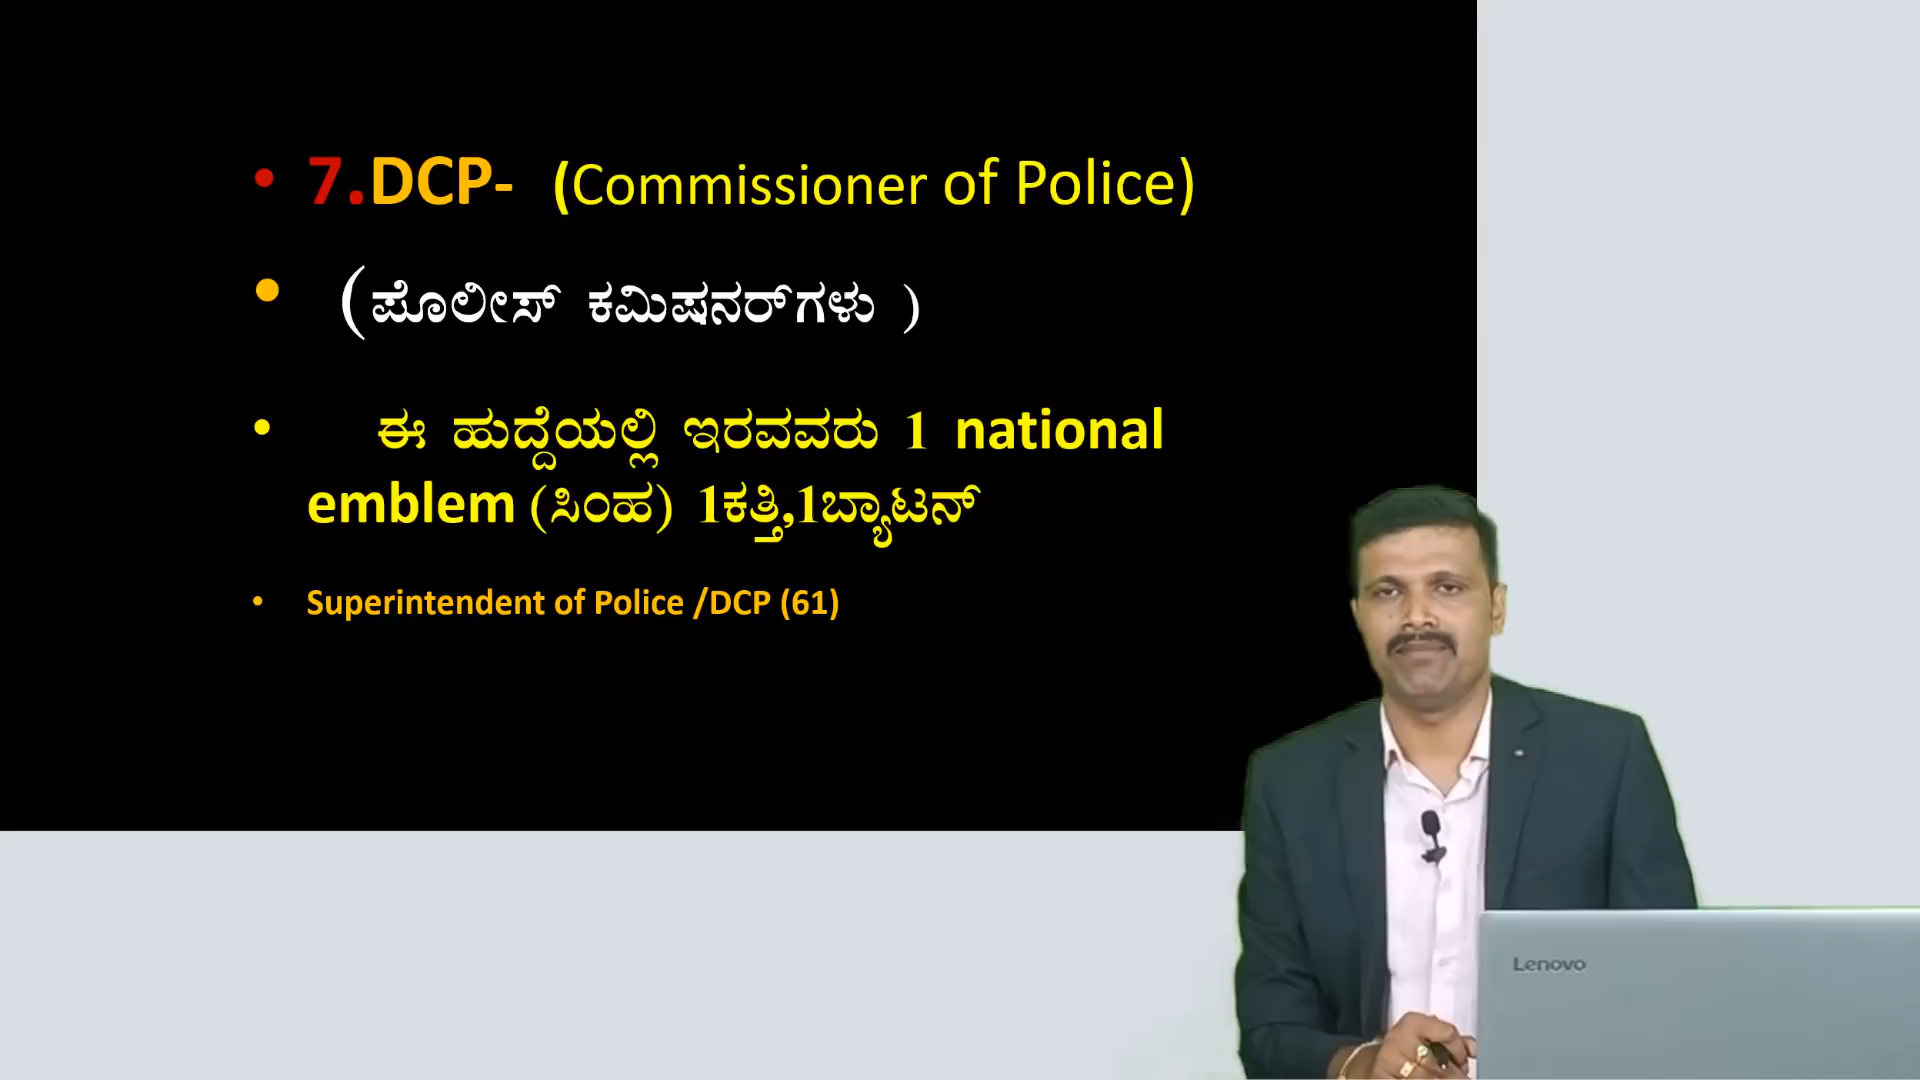 • 7.DCP- (Commissioner of Police)
• (ಪೊಲೀಸ್ ಕಮಿಷನರ್‌ಗಳು )
• ಈ ಹುದ್ದೆಯಲ್ಲಿ ಇರವವರು 1 national
emblem (ಸಿಂಹ) 1ಕತ್ತಿ,1ಬ್ಯಾಟನ್
• Superintendent of Police /DCP (61)
Lenovo